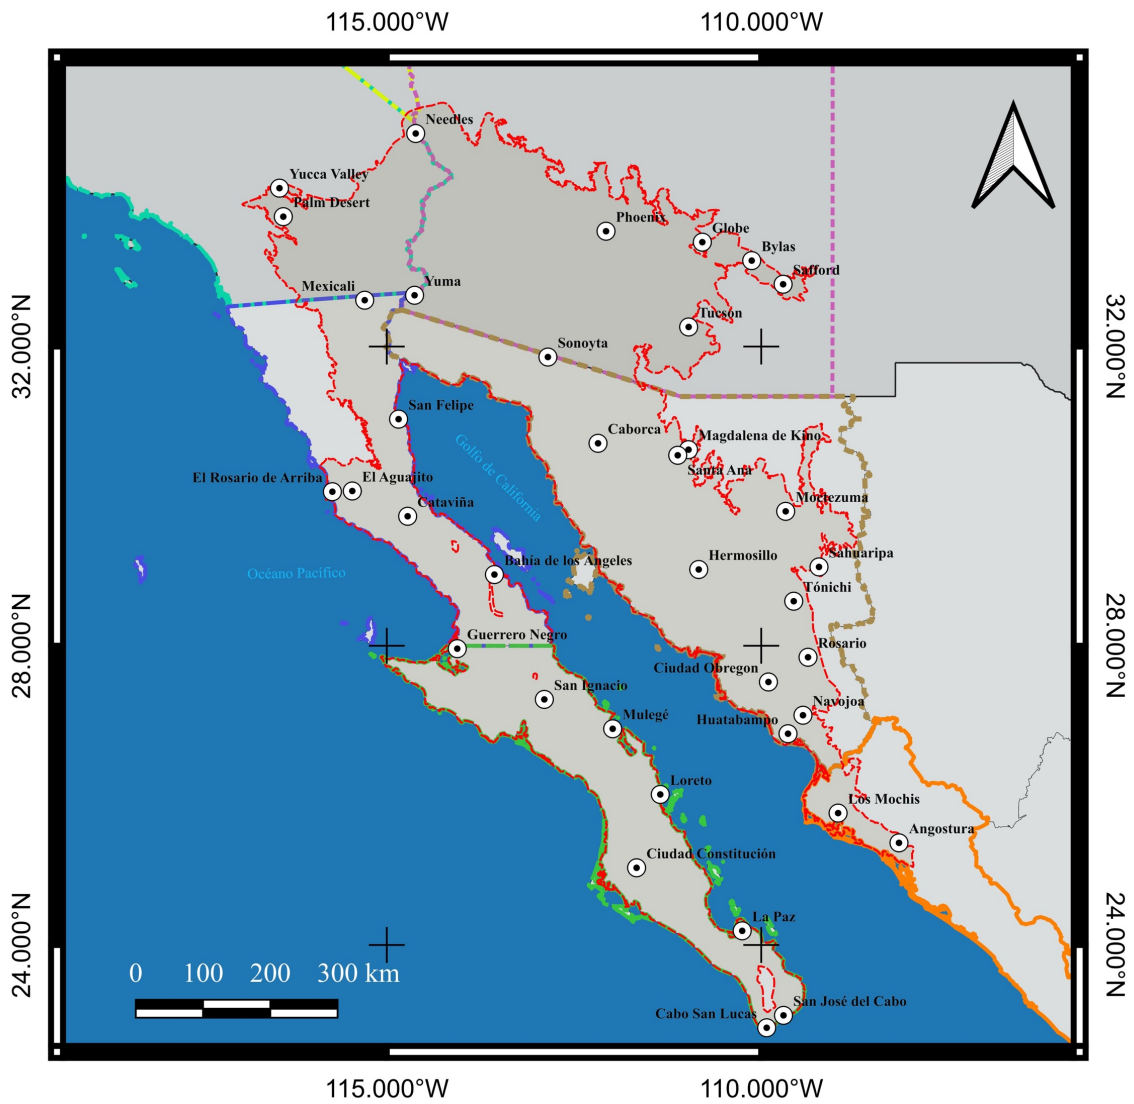 115.000°W
110.000°W
Needles
Yucca Valley
Palm Desert
Phoenix
Globe
Bylas
Safford
Mexicali
Yuma
Tucson
32.000°N
32.000°N
Sonoyta
San Felipe
Caborca
Magdalena de Kino
Santa Ana
Golfo de California
El Rosario de Arriba
El Aguajito
Moctezuma
Cataviña
Hermosillo
Sahuaripa
Bahía de los Angeles
Océano Pacífico
Tónichi
28.000°N
28.000°N
Guerrero Negro
Rosario
Ciudad Obregon
San Ignacio
Navojoa
Huatabampo
Mulegé
Loreto
Los Mochis
Angostura
Ciudad Constitución
La Paz
24.000°N
24.000°N
0 100 200 300 km
San José del Cabo
Cabo San Lucas
115.000°W
110.000°W